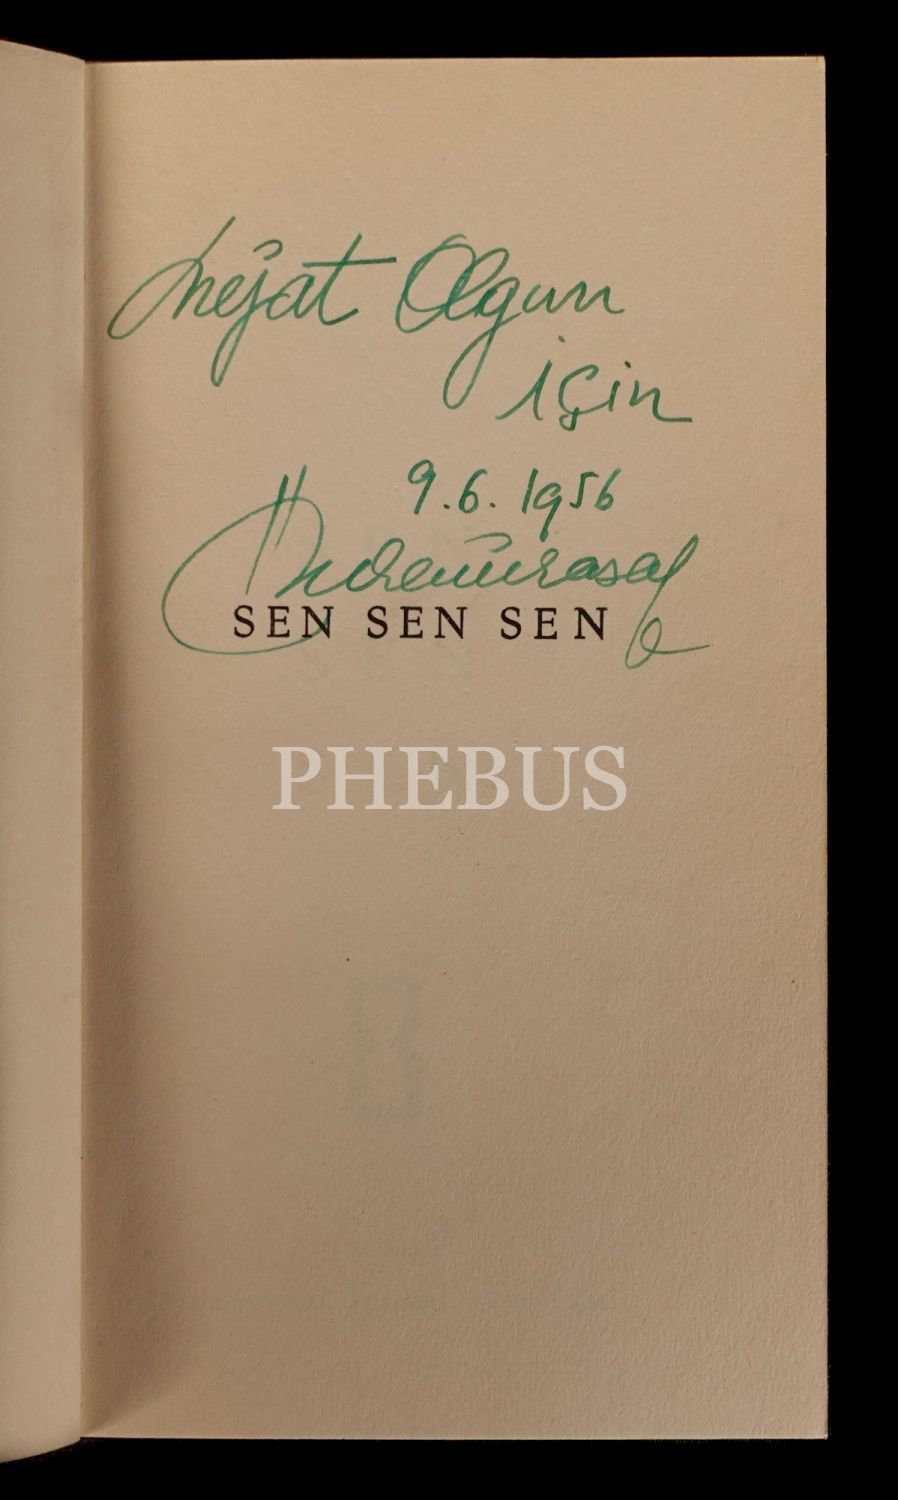 Nejat Olgun
için
9.6.1956
SEN SEN SEN
PHEBUS